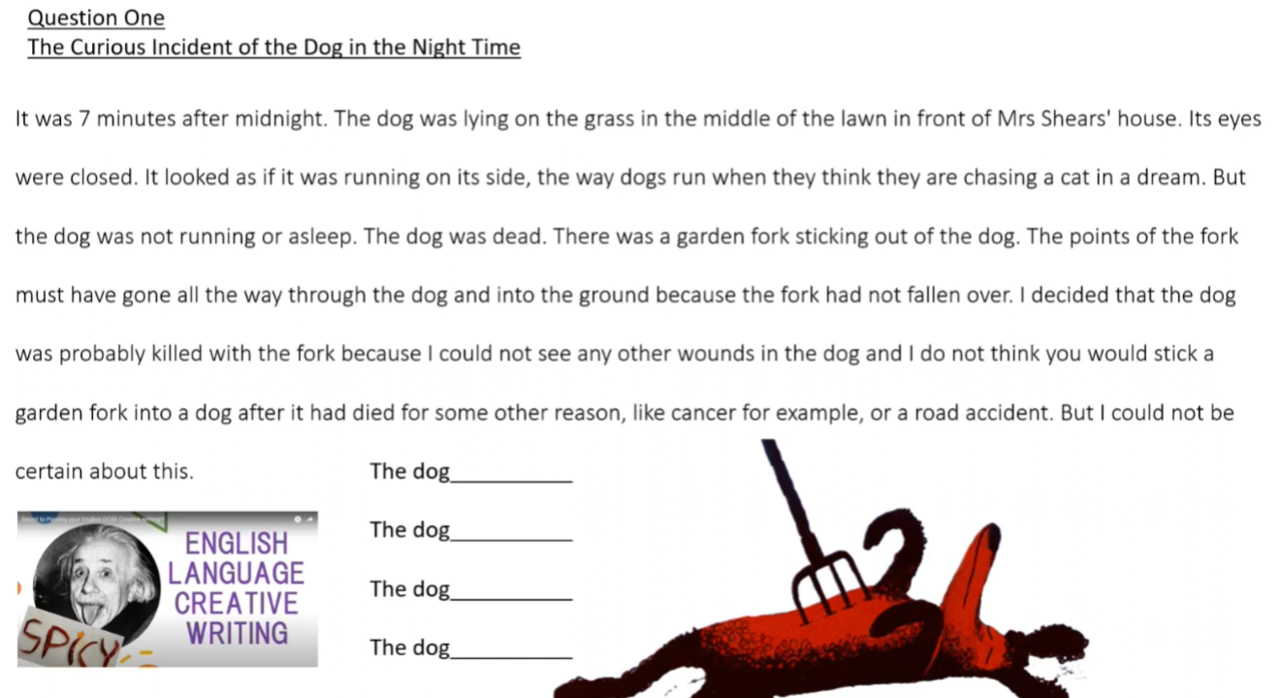 Question One
The Curious Incident of the Dog in the Night Time
It was 7 minutes after midnight. The dog was lying on the grass in the middle of the lawn in front of Mrs Shears' house. Its eyes
were closed. It looked as if it was running on its side, the way dogs run when they think they are chasing a cat in a dream. But
the dog was not running or asleep. The dog was dead. There was a garden fork sticking out of the dog. The points of the fork
must have gone all the way through the dog and into the ground because the fork had not fallen over. I decided that the dog
was probably killed with the fork because I could not see any other wounds in the dog and I do not think you would stick a
garden fork into a dog after it had died for some other reason, like cancer for example, or a road accident. But I could not be
certain about this.
The dog____________
The dog____________
The dog____________
The dog____________
ENGLISH
LANGUAGE
CREATIVE
WRITING
SPICY